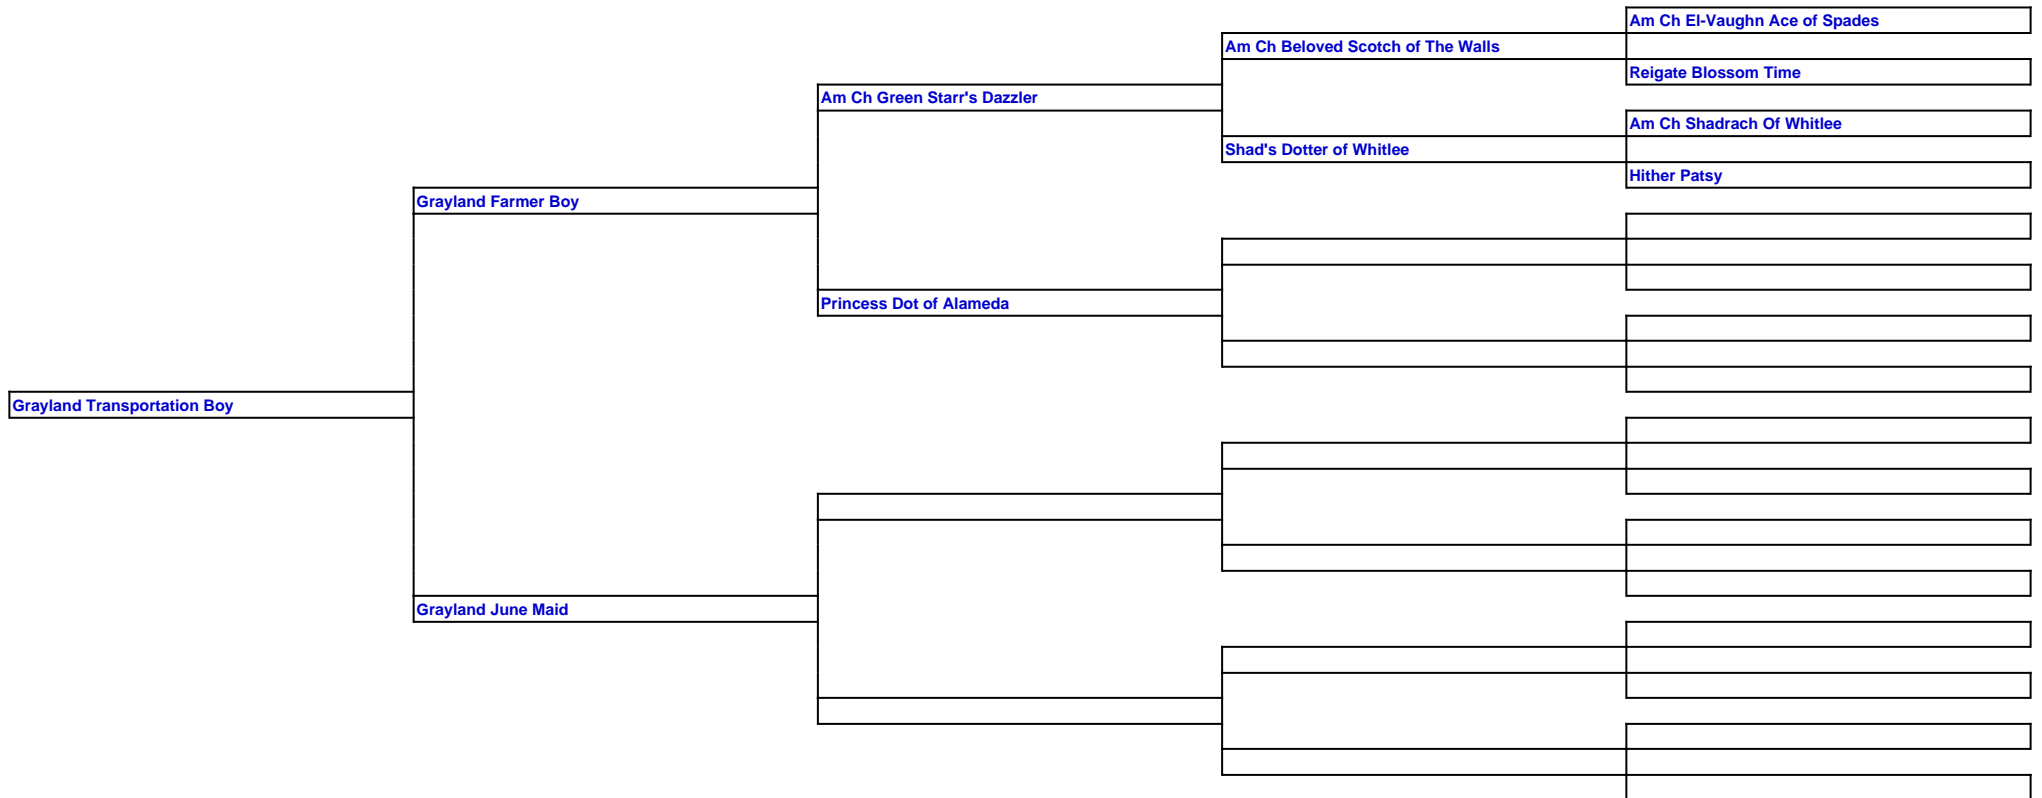 Am Ch El-Vaughn Ace of Spades
Am Ch Beloved Scotch of The Walls
Reigate Blossom Time
Am Ch Green Starr's Dazzler
Am Ch Shadrach Of Whitlee
Shad's Dotter of Whitlee
Hither Patsy
Grayland Farmer Boy
Princess Dot of Alameda
Grayland Transportation Boy
Grayland June Maid